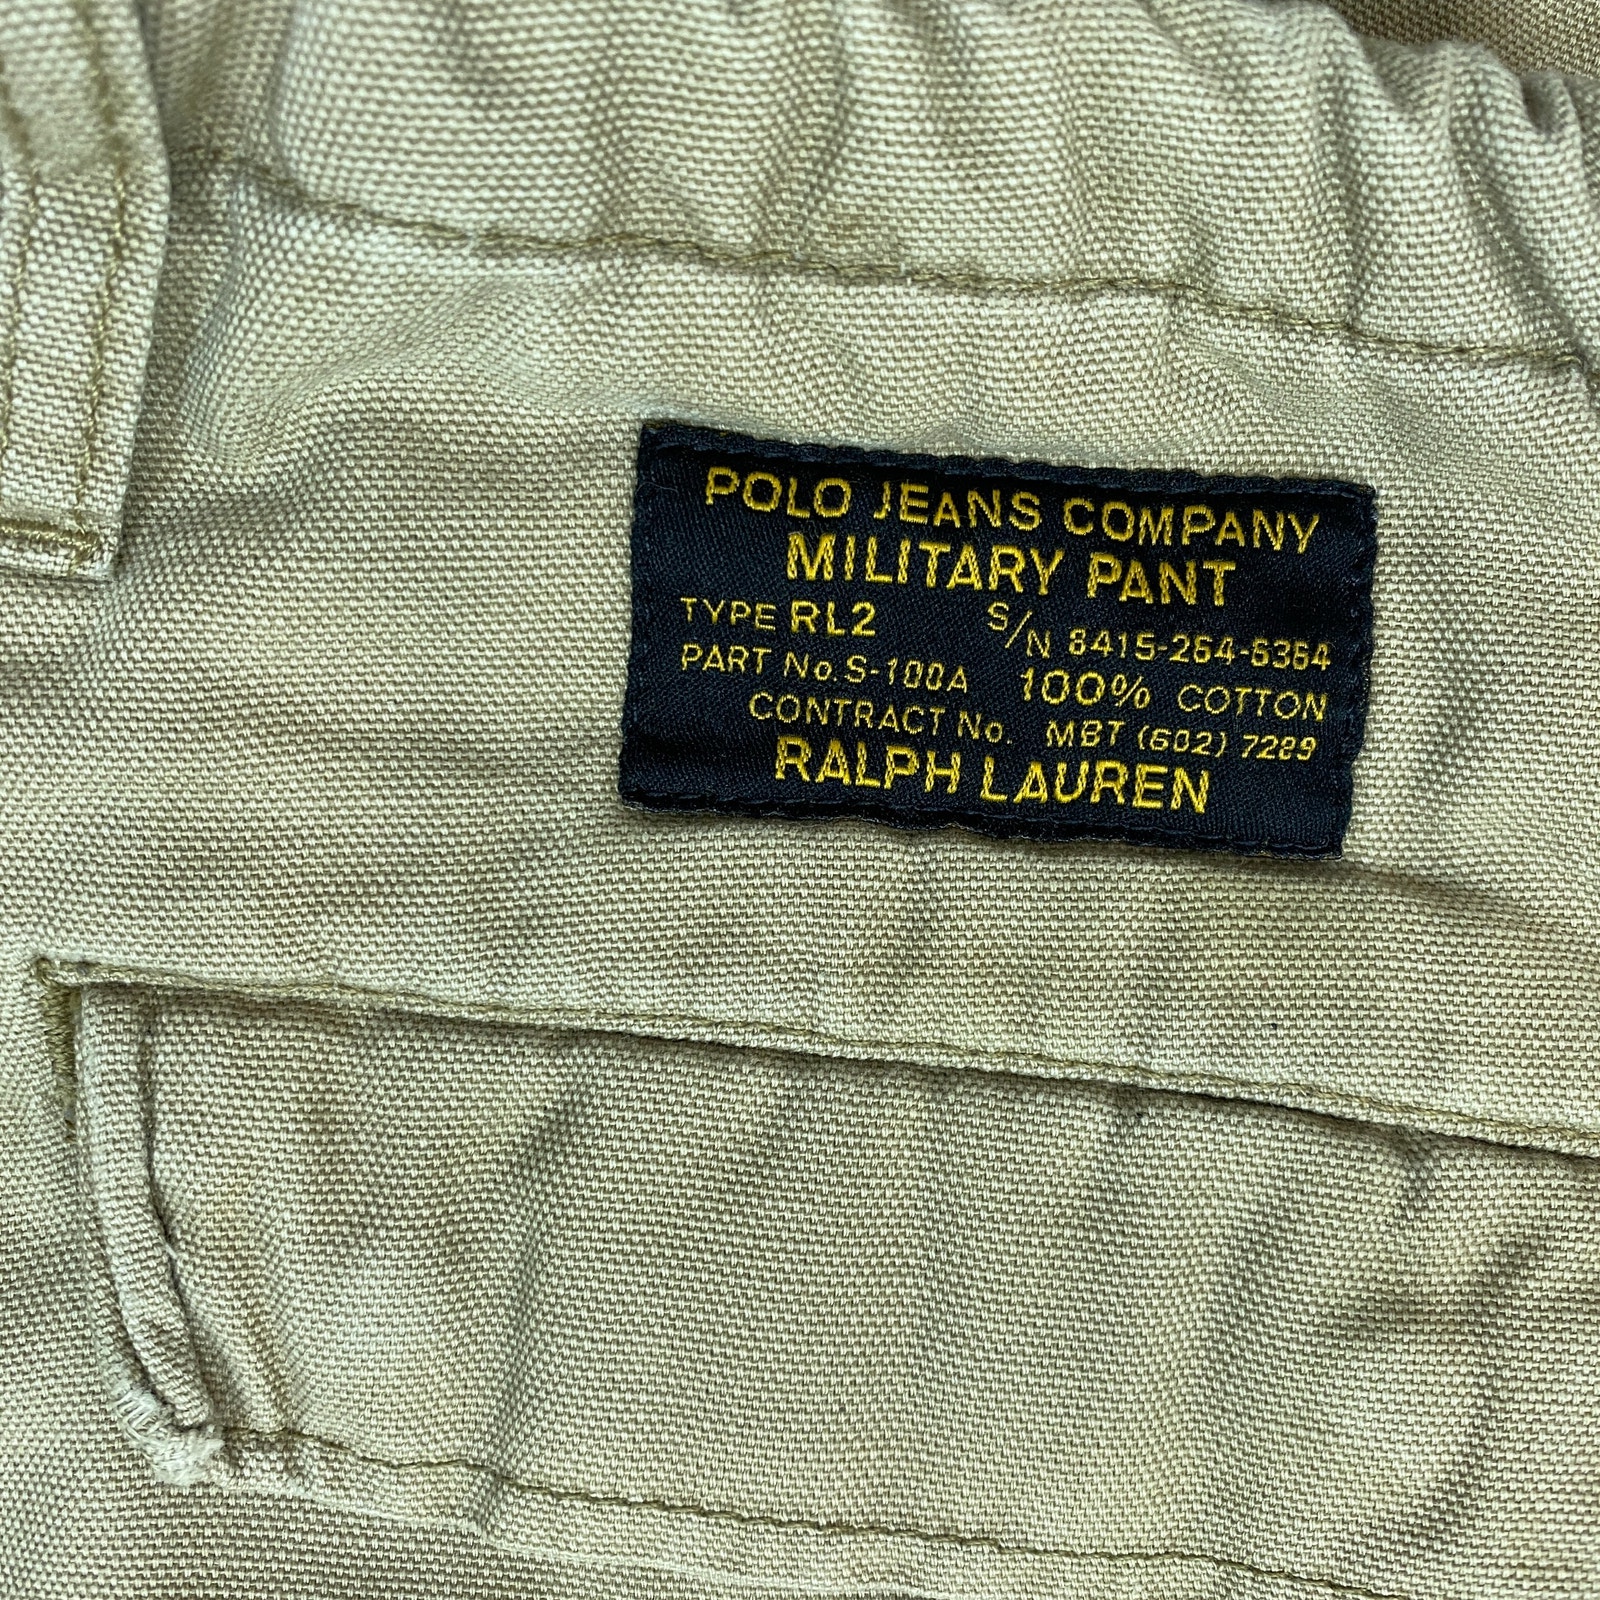 POLO JEANS COMPANY
MILITARY PANT
TYPE RL2 S/N 8415-264-6364
PART No. S-100A 100% COTTON
CONTRACT No. MBT (602) 7289
RALPH LAUREN